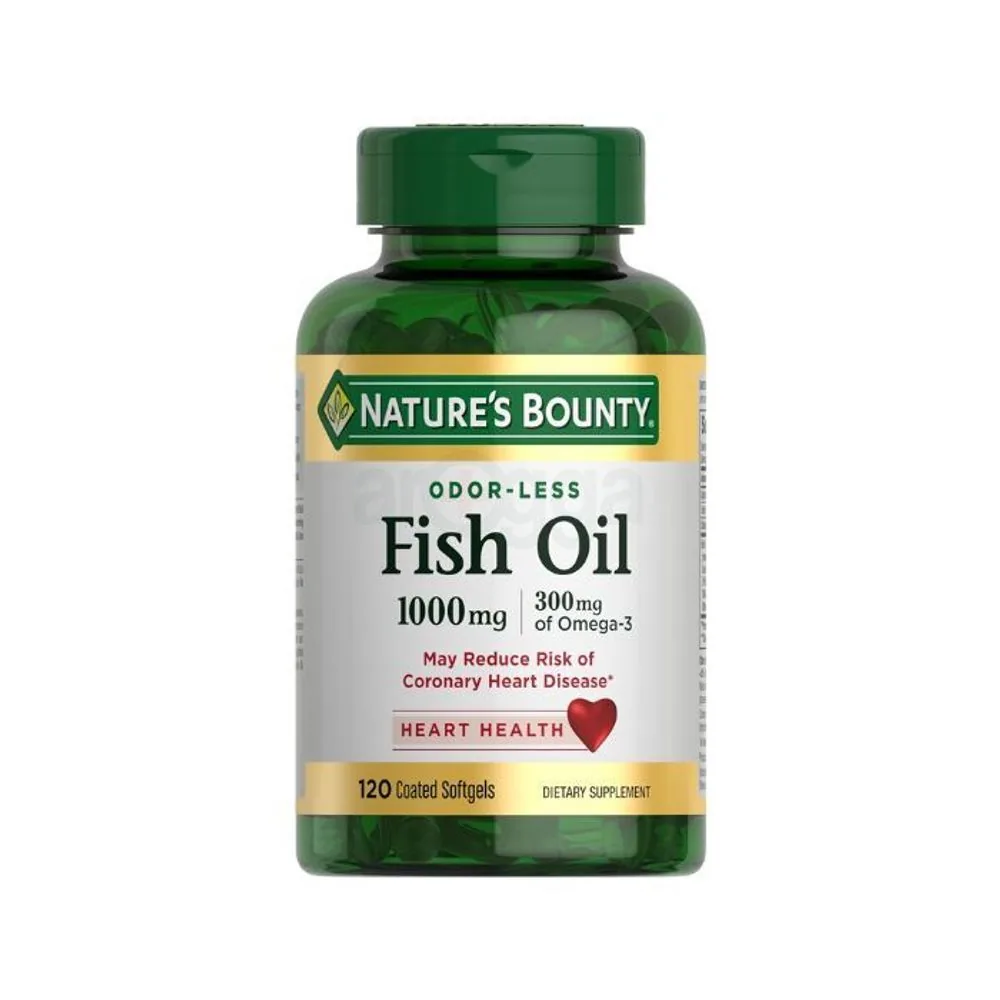 NATURE'S BOUNTY®
arogga
ODOR-LESS
Fish Oil
1000mg
300mg
of Omega-3
May Reduce Risk of
Coronary Heart Disease*
HEART HEALTH
120 Coated Softgels
DIETARY SUPPLEMENT